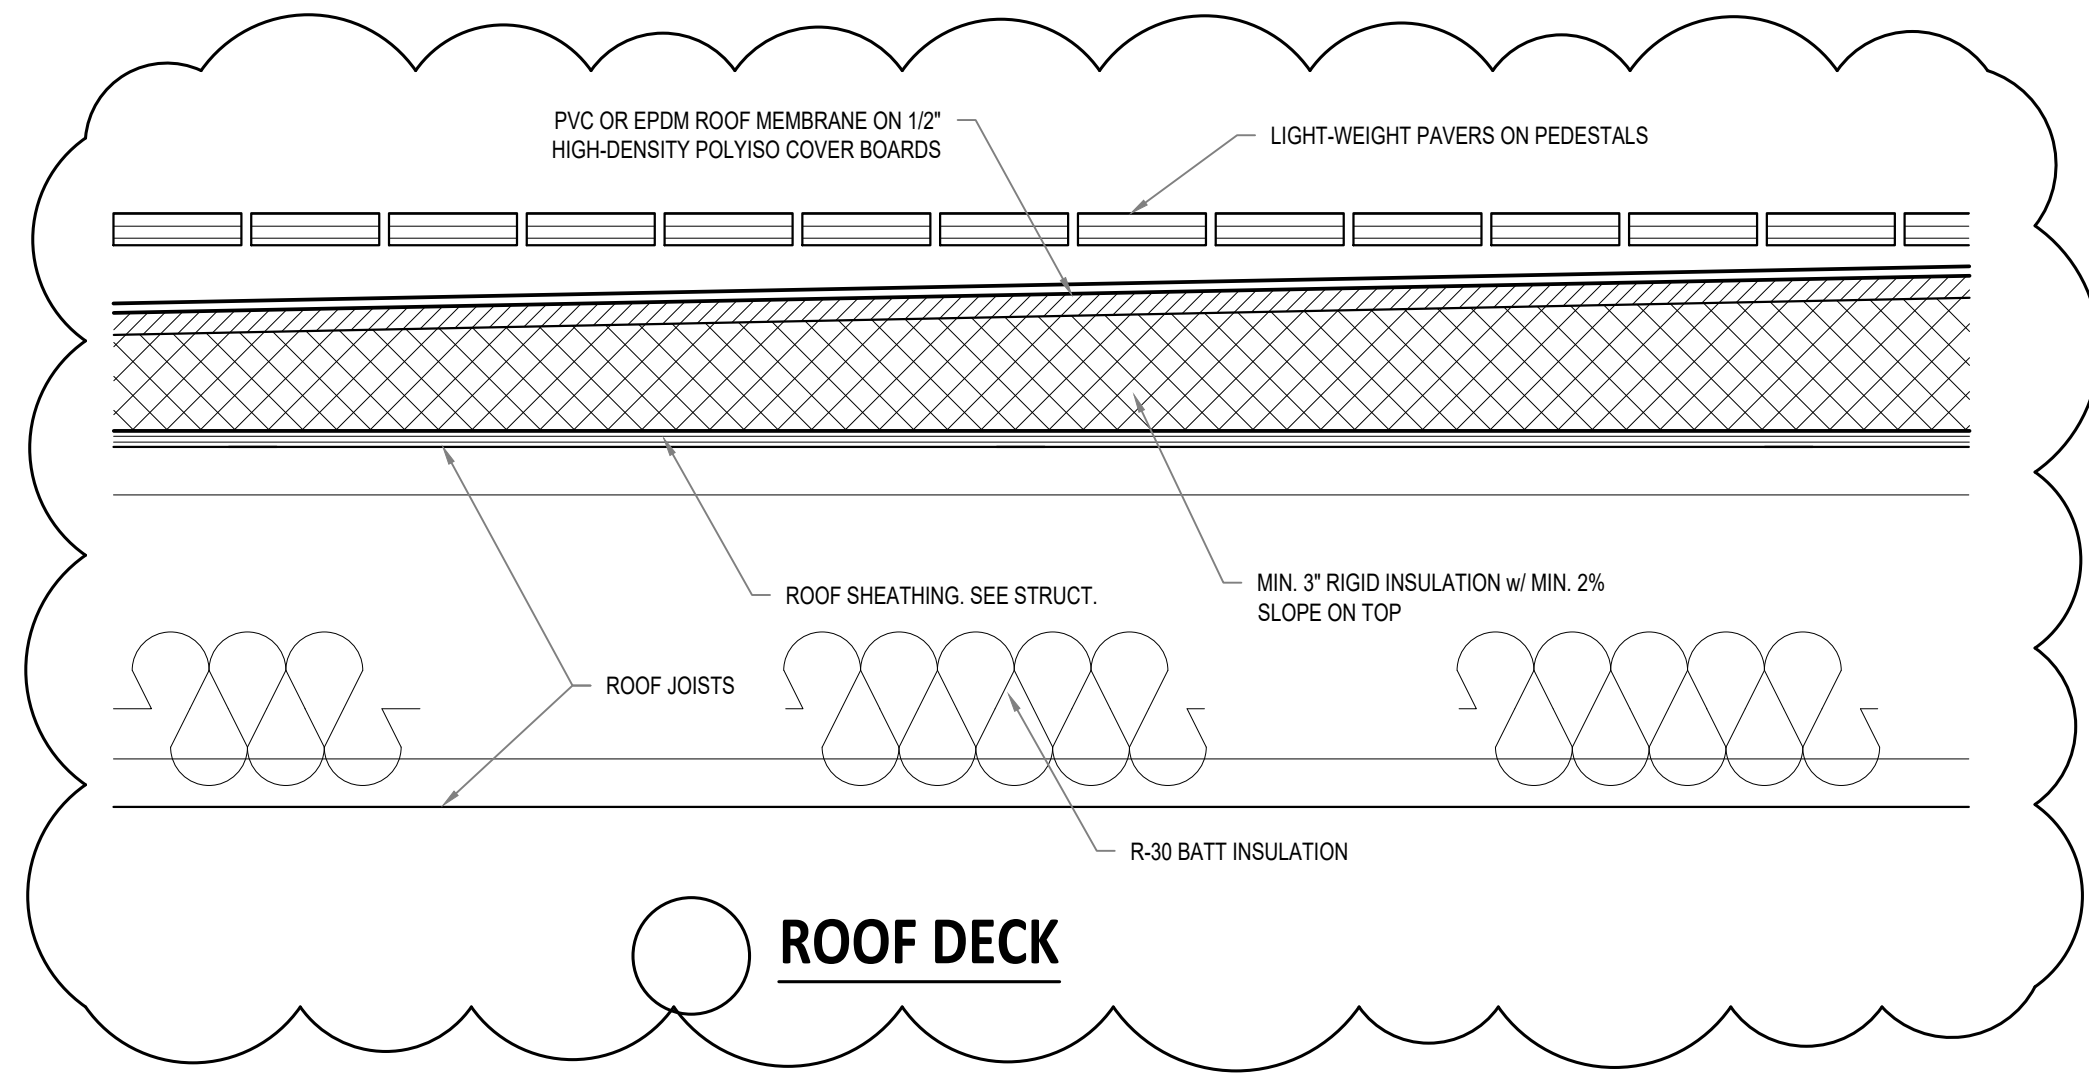 PVC OR EPDM ROOF MEMBRANE ON 1/2"
HIGH-DENSITY POLYISO COVER BOARDS
LIGHT-WEIGHT PAVERS ON PEDESTALS
ROOF SHEATHING. SEE STRUCT.
MIN. 3" RIGID INSULATION w/ MIN. 2%
SLOPE ON TOP
ROOF JOISTS
R-30 BATT INSULATION
ROOF DECK